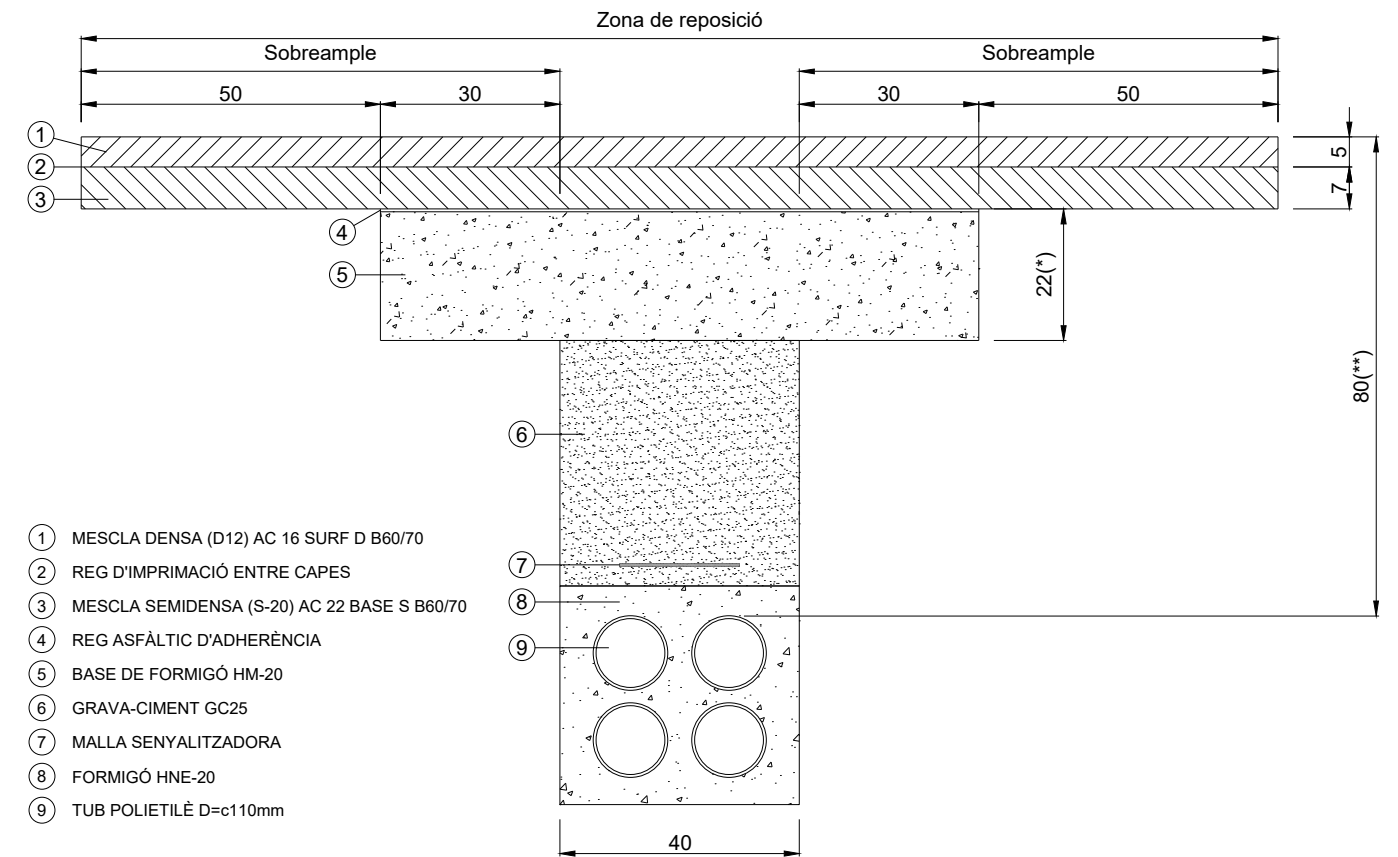 Zona de reposició
Sobreample
Sobreample
50
30
30
50
1
2
3
4
5
6
7
8
9
5
7
22(*)
80(**)
40
1 MESCLA DENSA (D12) AC 16 SURF D B60/70
2 REG D'IMPRIMACIÓ ENTRE CAPES
3 MESCLA SEMIDENSA (S-20) AC 22 BASE S B60/70
4 REG ASFÀLTIC D'ADHERÈNCIA
5 BASE DE FORMIGÓ HM-20
6 GRAVA-CIMENT GC25
7 MALLA SENYALITZADORA
8 FORMIGÓ HNE-20
9 TUB POLIETILÈ D=c110mm